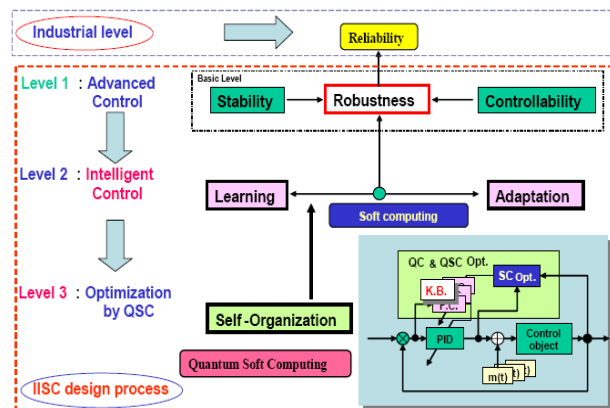 Industrial level
Reliability
Level 1 : Advanced
Control
Basic Level
Stability
Robustness
Controllability
Level 2 : Intelligent
Control
Learning
Adaptation
Soft computing
Level 3 : Optimization
by QSC
Self-Organization
Quantum Soft Computing
IISC design process
QC & QSC Opt.
SC Opt.
K.B.
PID
Control
object
m(t)